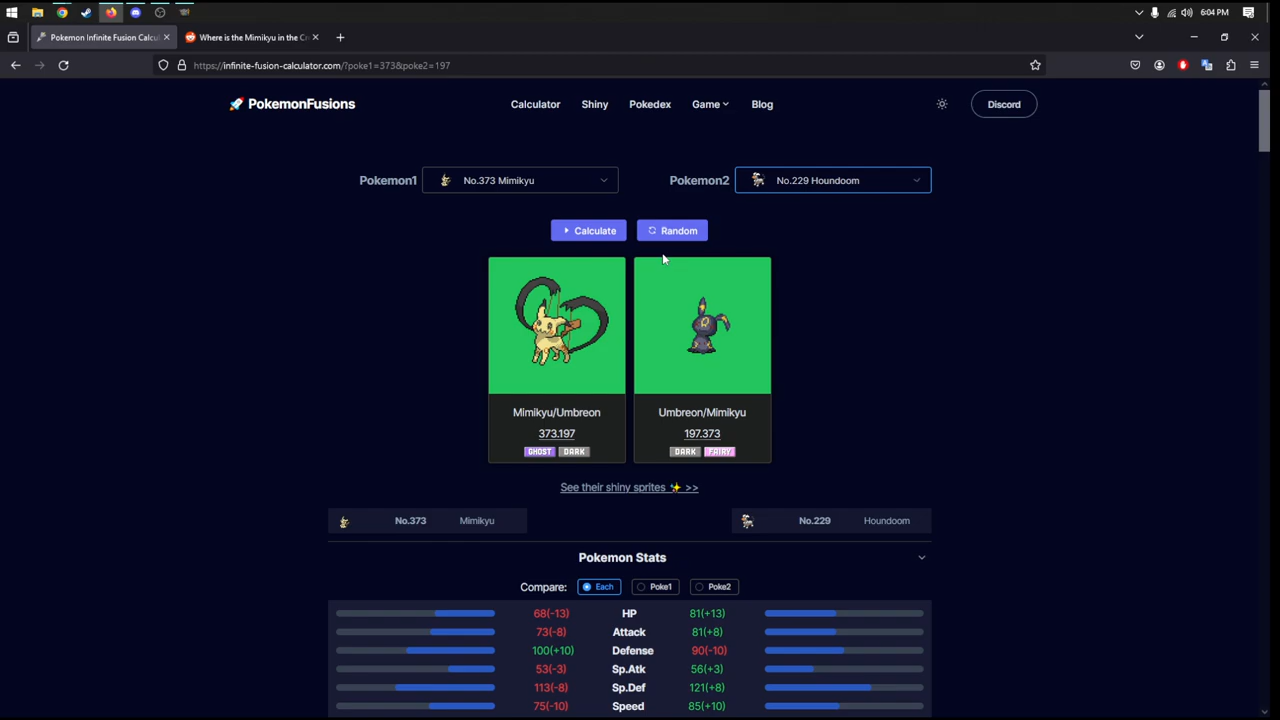 6:04 PM
Pokemon Infinite Fusion Calcu
Where is the Mimikyu in the Cr
https://infinite-fusion-calculator.com/?poke1=373&poke2=197
PokemonFusions
Calculator
Shiny
Pokedex
Game
Blog
Discord
Pokemon1
No.373 Mimikyu
Pokemon2
No.229 Houndoom
Calculate
Random
Mimikyu/Umbreon
Umbreon/Mimikyu
373.197
197.373
GHOST DARK
DARK FAIRY
See their shiny sprites ✨ >>
No.373 Mimikyu
No.229 Houndoom
Pokemon Stats
Compare: Each Poke1 Poke2
68(-13) HP 81(+13)
73(-8) Attack 81(+8)
100(+10) Defense 90(-10)
53(-3) Sp.Atk 56(+3)
113(-8) Sp.Def 121(+8)
75(-10) Speed 85(+10)